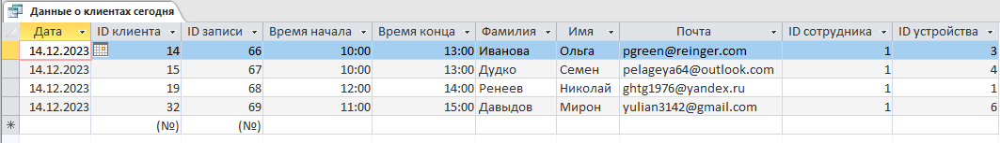 Данные о клиентах сегодня
Дата ID клиента ID записи Время начала Время конца Фамилия Имя Почта ID сотрудника ID устройства
14.12.2023 14 66 10:00 13:00 Иванова Ольга pgreen@reinger.com 1 3
14.12.2023 15 67 10:00 13:00 Дудко Семен pelageya64@outlook.com 1 4
14.12.2023 19 68 12:00 14:00 Ренеев Николай ghtg1976@yandex.ru 1 1
14.12.2023 32 69 11:00 15:00 Давыдов Мирон yulian3142@gmail.com 1 6
(№) (№)